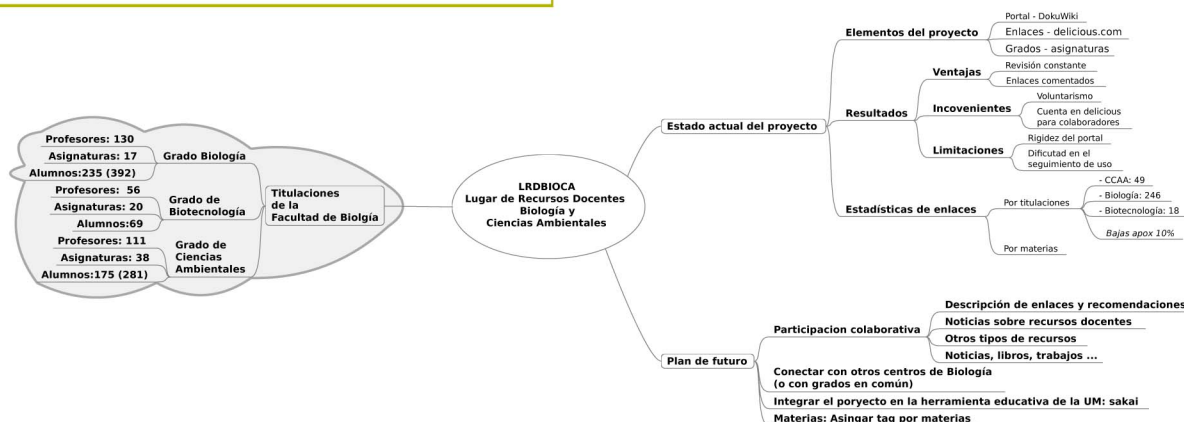 Profesores: 130
Asignaturas: 17
Alumnos:235 (392)
Grado Biología
Profesores: 56
Asignaturas: 20
Alumnos:69
Grado de
Biotecnología
Profesores: 111
Asignaturas: 38
Alumnos:175 (281)
Grado de
Ciencias
Ambientales
Titulaciones
de la
Facultad de Biolgía
LRDBIOCA
Lugar de Recursos Docentes
Biología y
Ciencias Ambientales
Estado actual del proyecto
Elementos del proyecto
Portal - DokuWiki
Enlaces - delicious.com
Grados - asignaturas
Resultados
Ventajas
Revisión constante
Enlaces comentados
Incovenientes
Voluntarismo
Cuenta en delicious
para colaboradores
Limitaciones
Rigidez del portal
Dificutad en el
seguimiento de uso
Estadísticas de enlaces
Por titulaciones
- CCAA: 49
- Biología: 246
- Biotecnología: 18
Bajas apox 10%
Por materias
Plan de futuro
Participacion colaborativa
Descripción de enlaces y recomendaciones
Noticias sobre recursos docentes
Otros tipos de recursos
Noticias, libros, trabajos ...
Conectar con otros centros de Biología
(o con grados en común)
Integrar el poryecto en la herramienta educativa de la UM: sakai
Materias: Asingar tag por materias